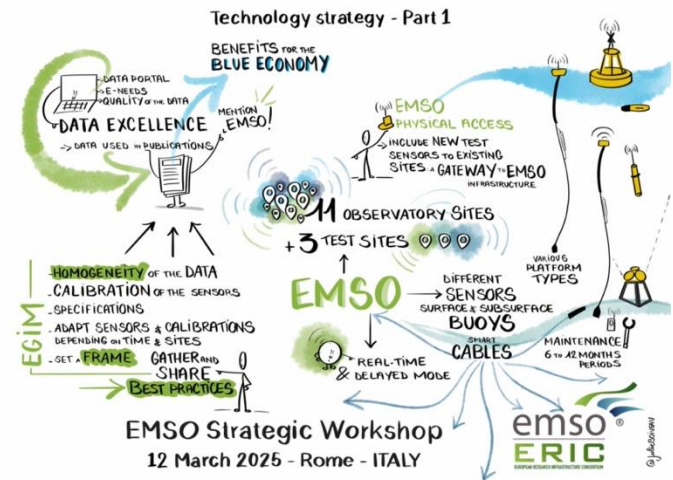 Technology strategy - Part 1
BENEFITS FOR THE
BLUE ECONOMY
DATA PORTAL
E-NEEDS
QUALITY OF THE DATA
DATA EXCELLENCE
→ DATA USED IN PUBLICATIONS
MENTION
EMSO!
EMSO
PHYSICAL ACCESS
→ INCLUDE NEW TEST
SENSORS TO EXISTING
SITES = A GATEWAY TO EMSO
INFRASTRUCTURE
11 OBSERVATORY SITES
+ 3 TEST SITES
EMSO
DIFFERENT
SENSORS
SURFACE & SUBSURFACE
BUOYS
SMART
CABLES
REAL-TIME
& DELAYED MODE
VARIOUS
PLATFORM
TYPES
MAINTENANCE
6 TO 12 MONTHS
PERIODS
EGIM
- HOMOGENEITY OF THE DATA
- CALIBRATION OF THE SENSORS
- SPECIFICATIONS
- ADAPT SENSORS & CALIBRATIONS
DEPENDING ON TIME & SITES
- SET A FRAME
GATHER AND
SHARE
BEST PRACTICES
EMSO Strategic Workshop
12 March 2025 - Rome - ITALY
emso®
ERIC
EUROPEAN RESEARCH INFRASTRUCTURE CONSORTIUM